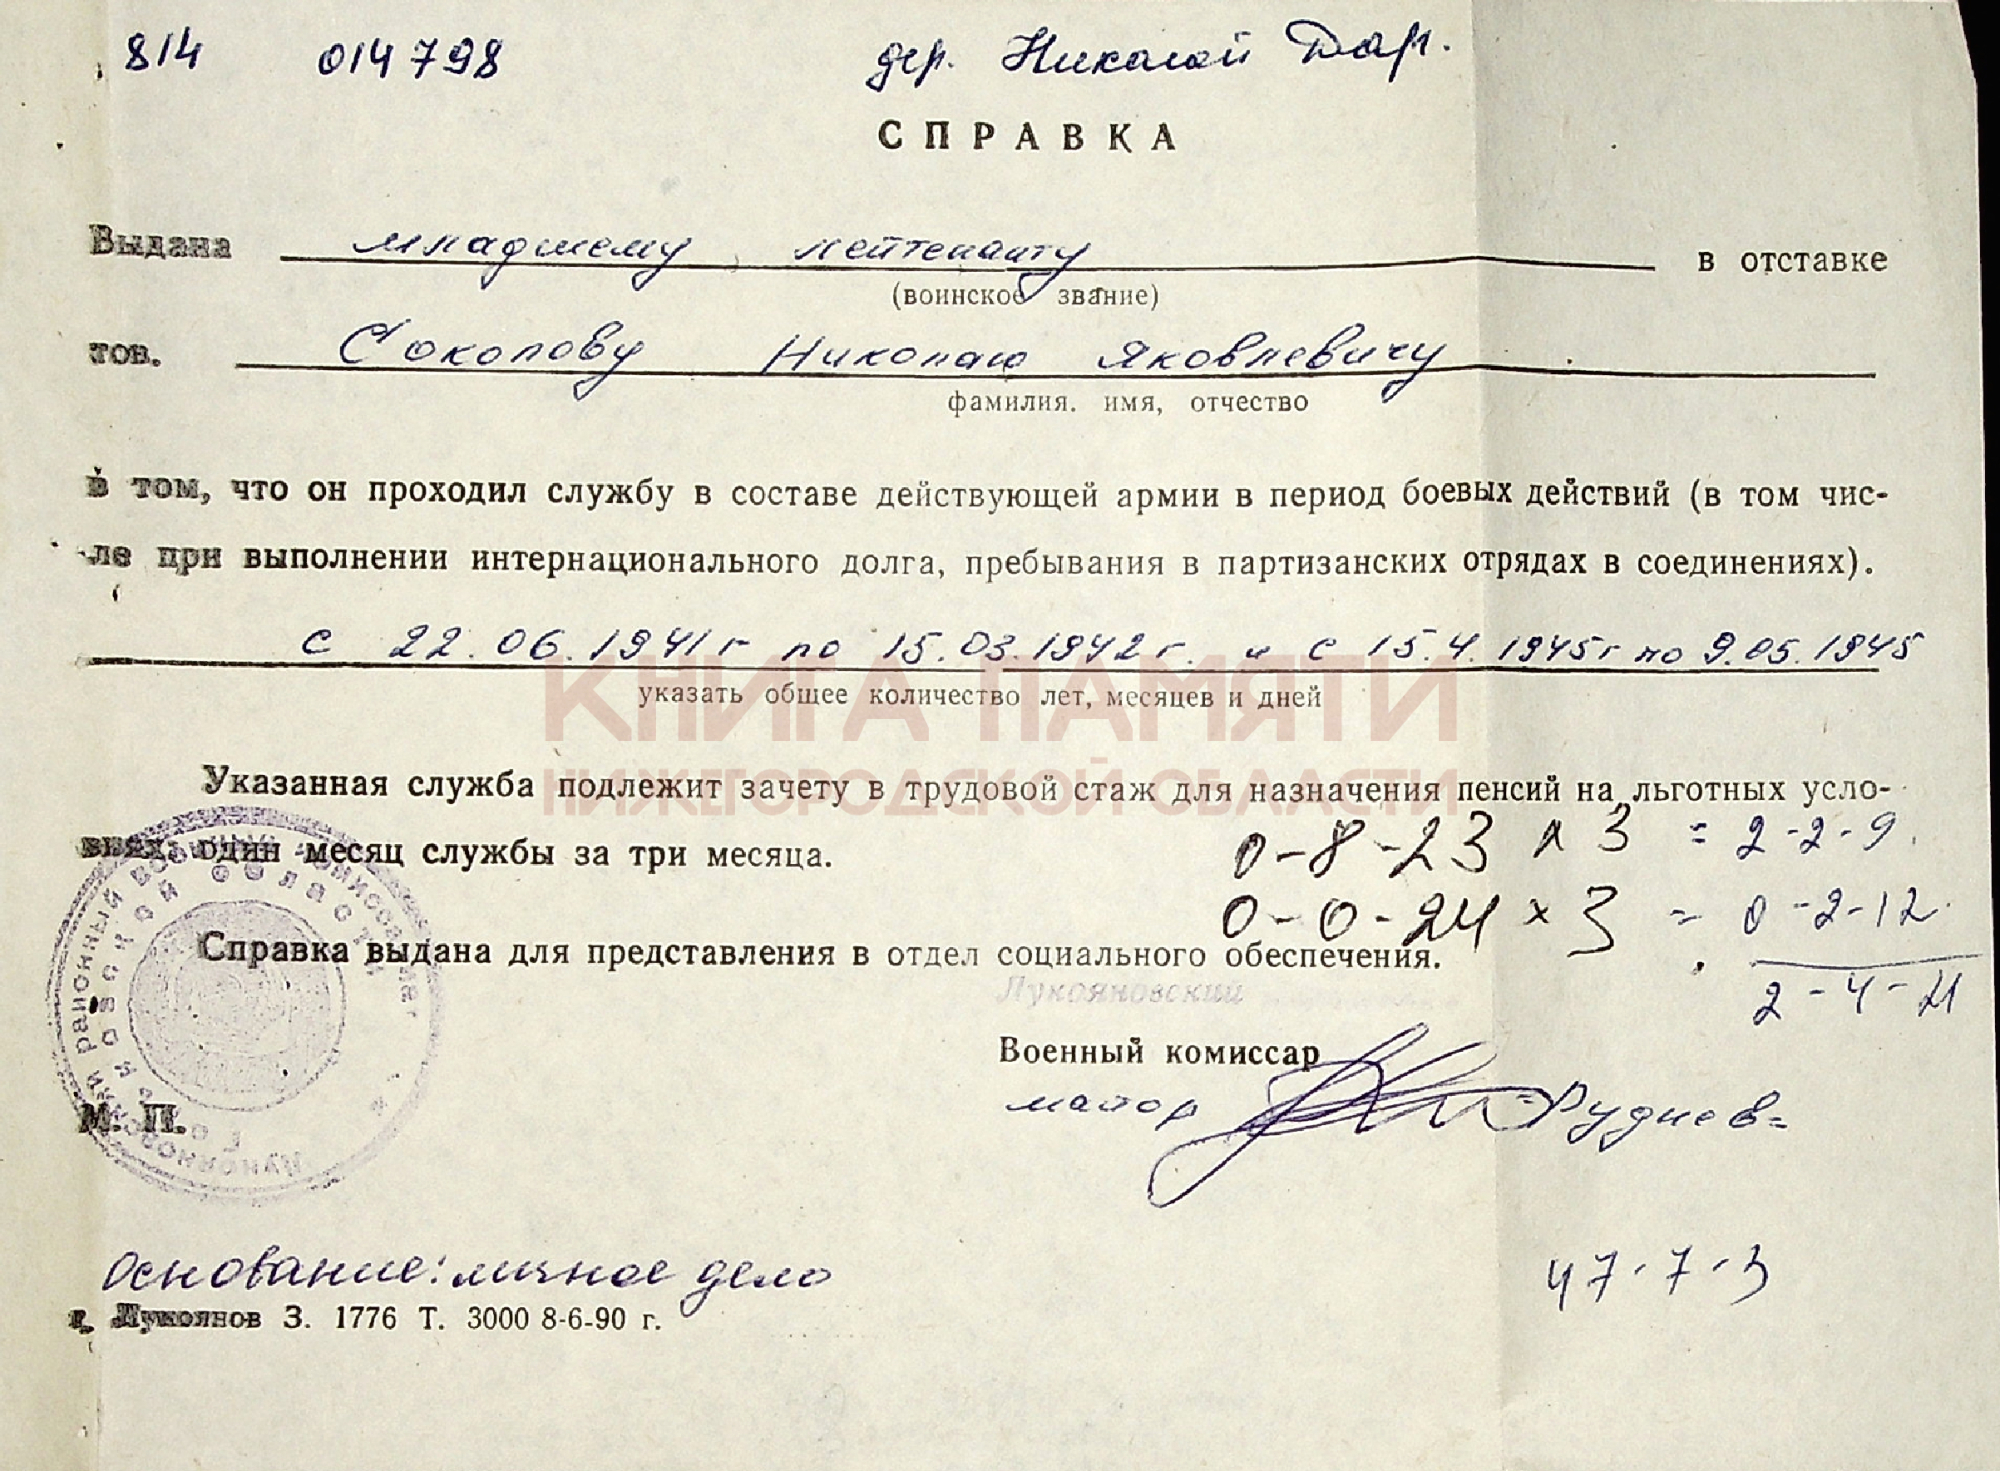 814 014798 дер. Николай Дар.
СПРАВКА
Выдана младшему лейтенанту в отставке
(воинское звание)
тов. Соколову Николаю Яковлевичу
фамилия. имя, отчество
в том, что он проходил службу в составе действующей армии в период боевых действий (в том чис-
ле при выполнении интернационального долга, пребывания в партизанских отрядах в соединениях).
с 22.06.1941г по 15.03.1942г. и с 15.4.1945г по 9.05.1945
указать общее количество лет, месяцев и дней
КНИГА ПАМЯТИ
НИЖЕГОРОДСКОЙ ОБЛАСТИ
Указанная служба подлежит зачету в трудовой стаж для назначения пенсий на льготных усло-
виях: один месяц службы за три месяца.
0-8-23 х 3 = 2-2-9.
0-0-24 х 3 = 0-2-12.
2-4-21
Справка выдана для представления в отдел социального обеспечения.
Лукояновский
Военный комиссар
майор Руднев
М. П.
Основание: личное дело
47-7-3
г. Лукоянов З. 1776 Т. 3000 8-6-90 г.